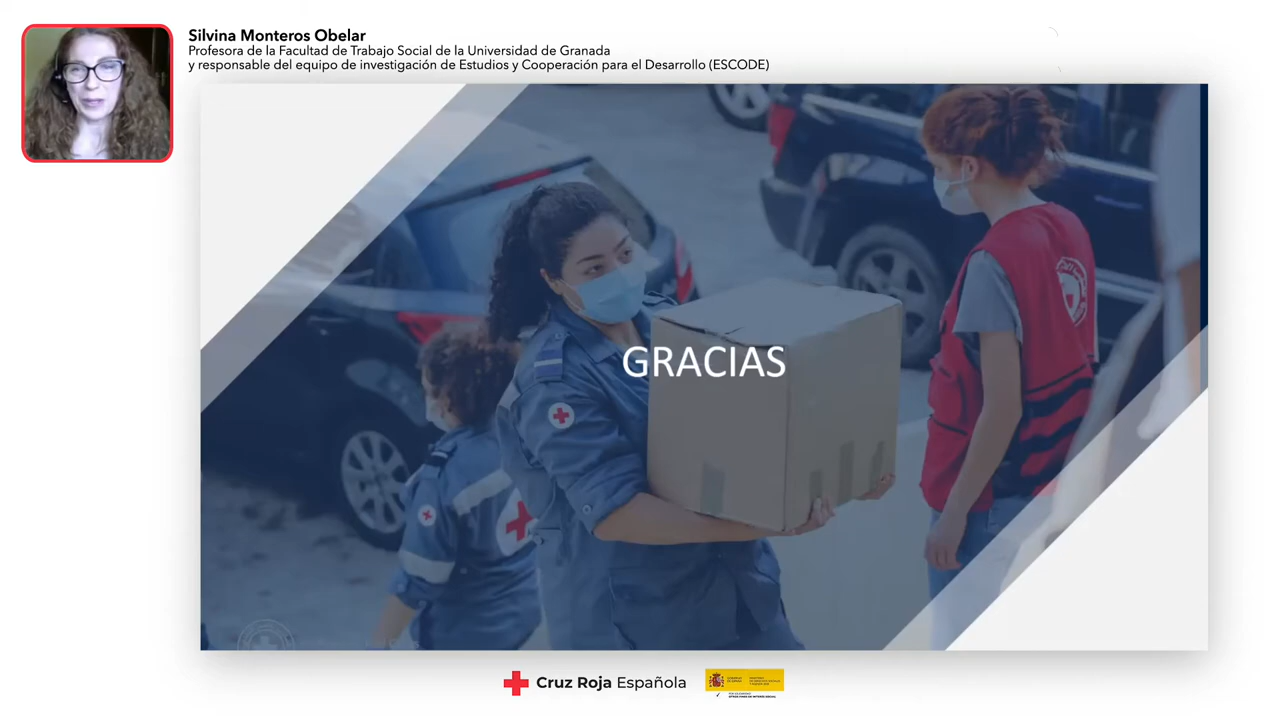 Silvina Monteros Obelar
Profesora de la Facultad de Trabajo Social de la Universidad de Granada
y responsable del equipo de investigación de Estudios y Cooperación para el Desarrollo (ESCODE)
GRACIAS
Cruz Roja Española